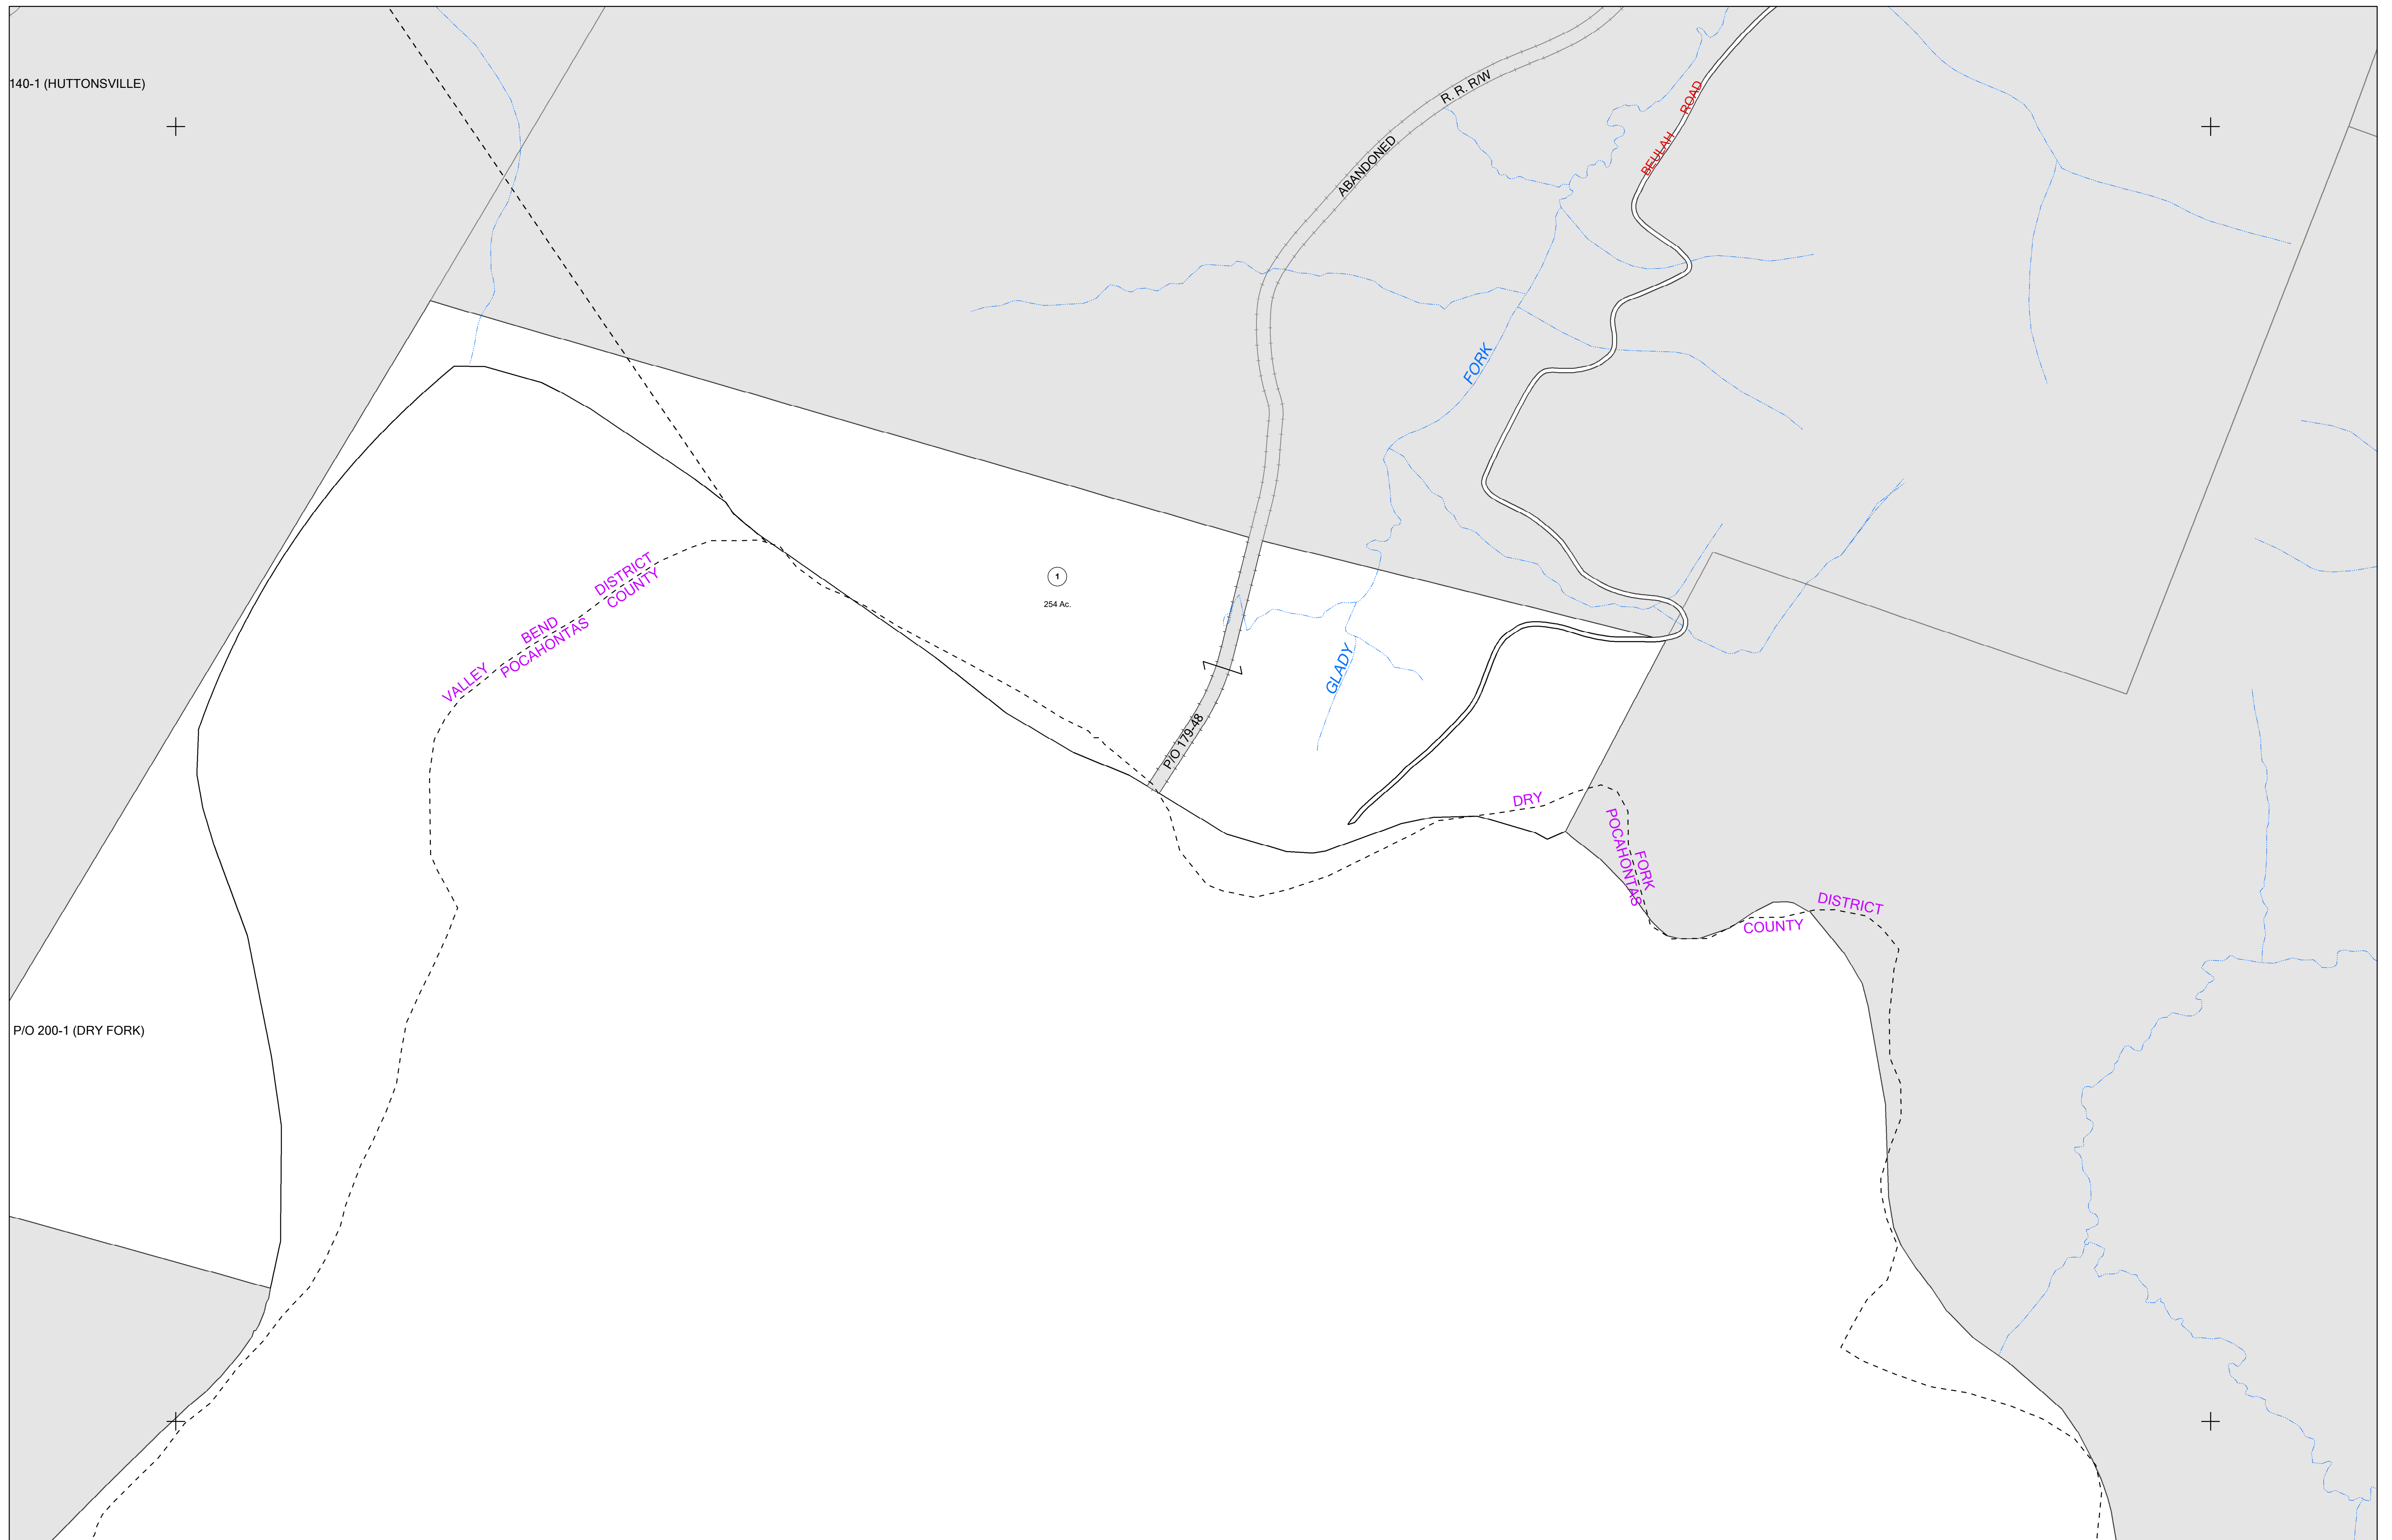 140-1 (HUTTONSVILLE)
R. R. R/W
ABANDONED
BEULAH ROAD
FORK
1
254 Ac.
VALLEY BEND DISTRICT
POCAHONTAS COUNTY
GLADY
P/O 179-48
DRY FORK DISTRICT
POCAHONTAS COUNTY
P/O 200-1 (DRY FORK)